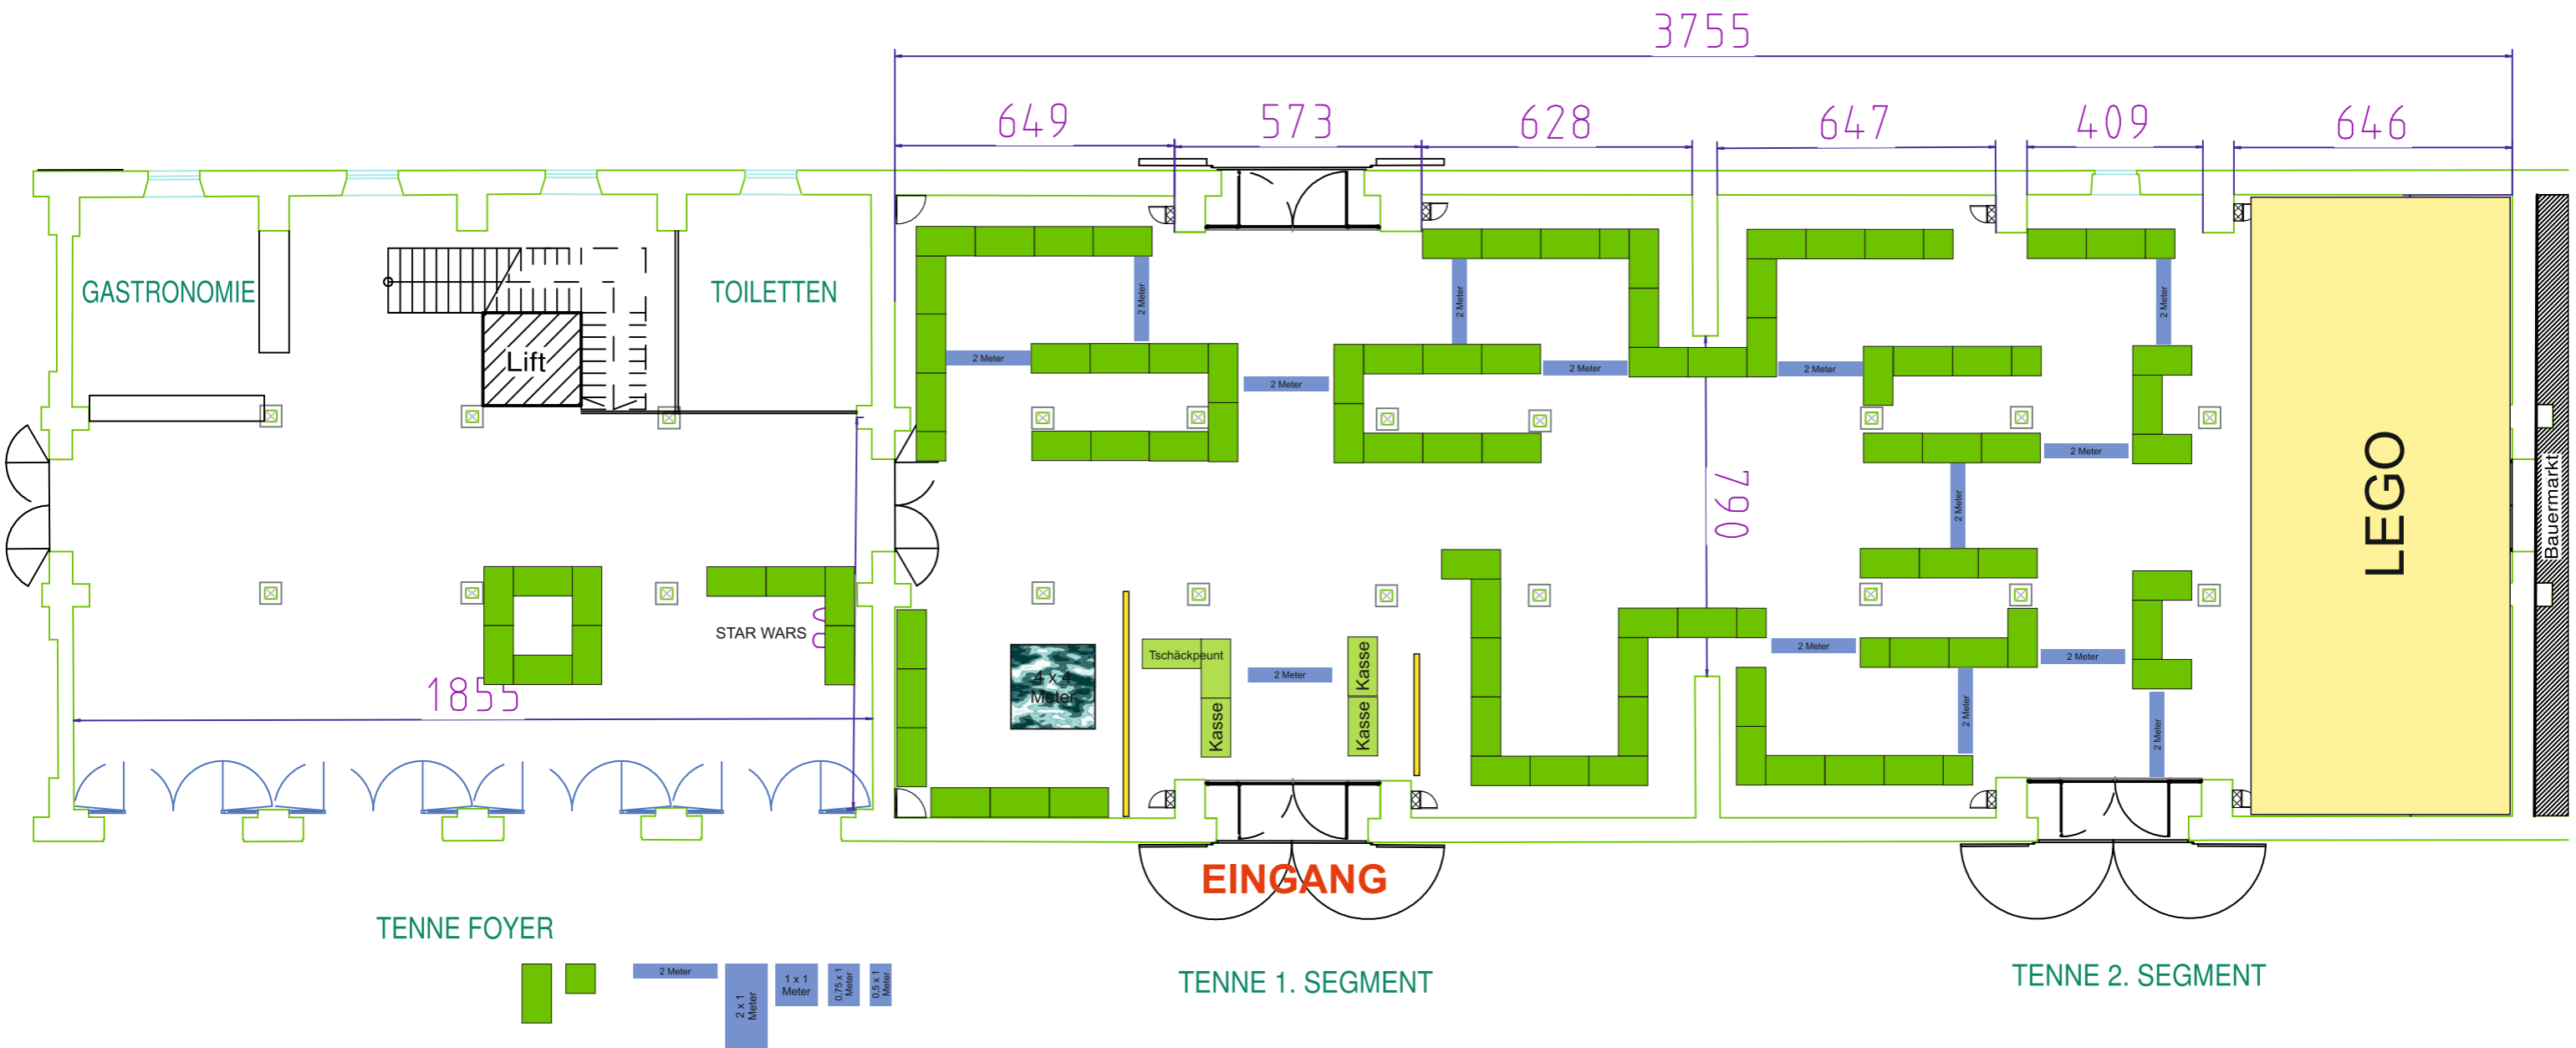 3755
649
573
628
647
409
646
GASTRONOMIE
TOILETTEN
Lift
2 Meter
2 Meter
2 Meter
2 Meter
2 Meter
2 Meter
2 Meter
2 Meter
2 Meter
790
LEGO
Bauermarkt
STAR WARS
1855
4 x 4
Meter
Tschäckpeunt
Kasse
2 Meter
Kasse
Kasse
2 Meter
2 Meter
2 Meter
2 Meter
EINGANG
TENNE FOYER
TENNE 1. SEGMENT
TENNE 2. SEGMENT
2 Meter
2 x 1
Meter
1 x 1
Meter
0,75 x 1
Meter
0,5 x 1
Meter